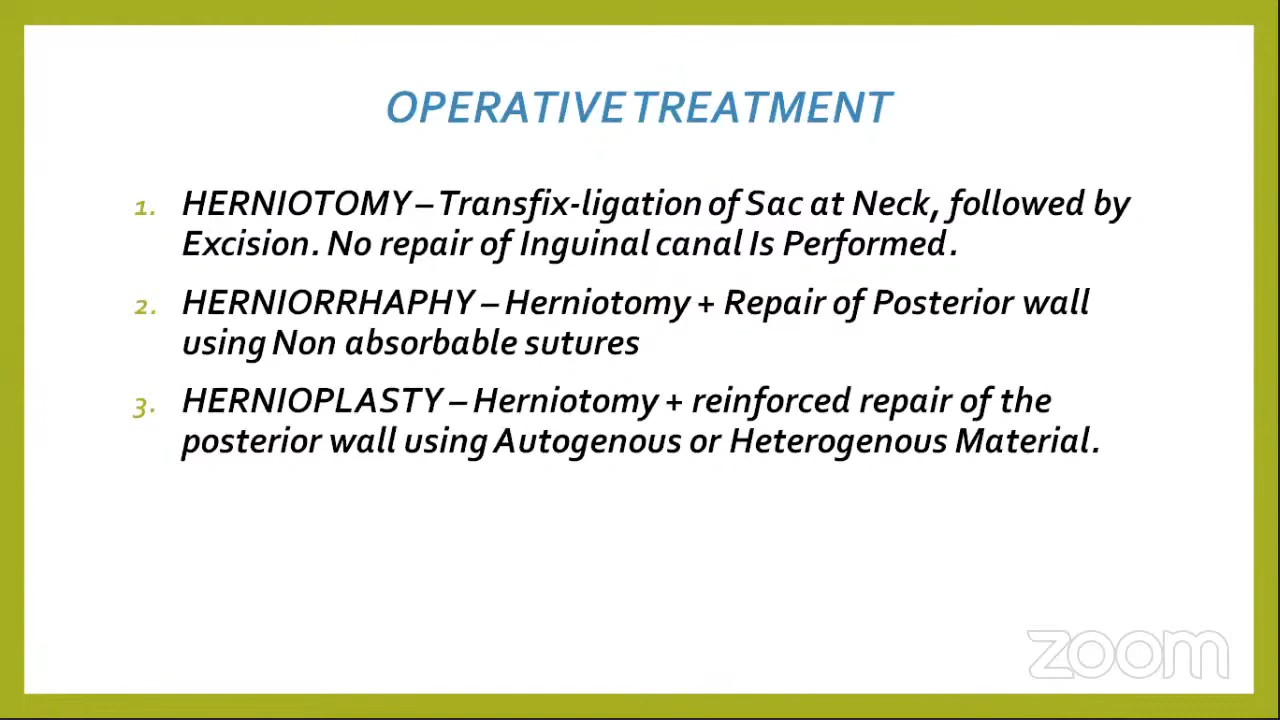 OPERATIVE TREATMENT
1. HERNIOTOMY – Transfix-ligation of Sac at Neck, followed by
Excision. No repair of Inguinal canal Is Performed.
2. HERNIORRHAPHY – Herniotomy + Repair of Posterior wall
using Non absorbable sutures
3. HERNIOPLASTY – Herniotomy + reinforced repair of the
posterior wall using Autogenous or Heterogenous Material.
zoom